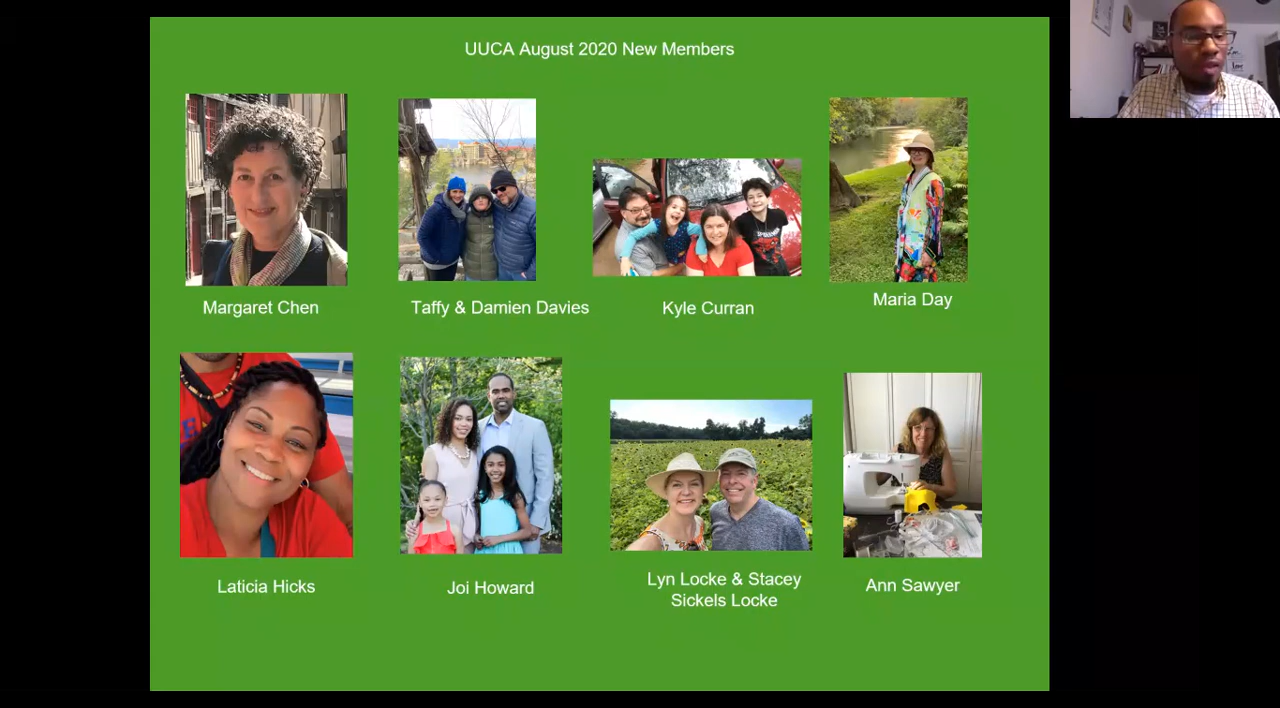 UUCA August 2020 New Members
Margaret Chen
Taffy & Damien Davies
Kyle Curran
Maria Day
Laticia Hicks
Joi Howard
Lyn Locke & Stacey
Sickels Locke
Ann Sawyer